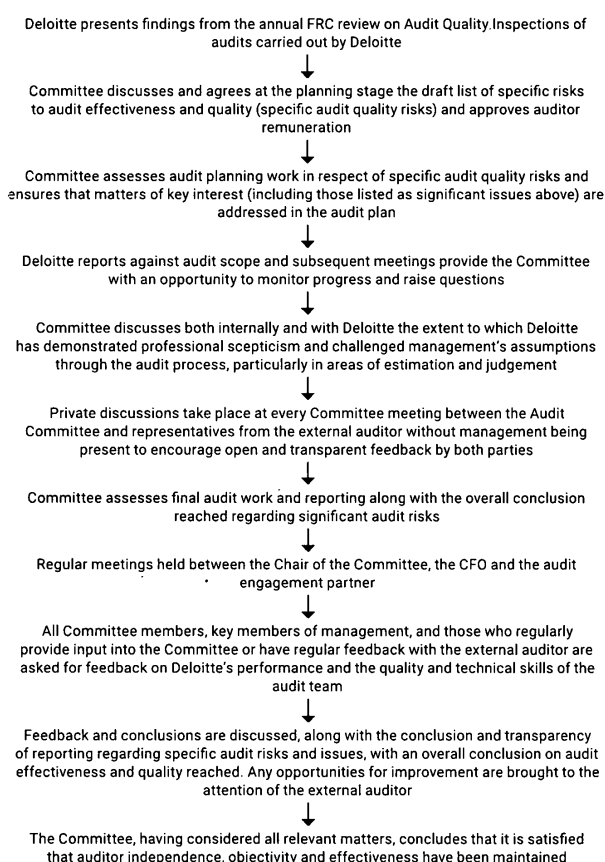 Deloitte presents findings from the annual FRC review on Audit Quality.Inspections of
audits carried out by Deloitte
Committee discusses and agrees at the planning stage the draft list of specific risks
to audit effectiveness and quality (specific audit quality risks) and approves auditor
remuneration
Committee assesses audit planning work in respect of specific audit quality risks and
ensures that matters of key interest (including those listed as significant issues above) are
addressed in the audit plan
Deloitte reports against audit scope and subsequent meetings provide the Committee
with an opportunity to monitor progress and raise questions
Committee discusses both internally and with Deloitte the extent to which Deloitte
has demonstrated professional scepticism and challenged management's assumptions
through the audit process, particularly in areas of estimation and judgement
Private discussions take place at every Committee meeting between the Audit
Committee and representatives from the external auditor without management being
present to encourage open and transparent feedback by both parties
Committee assesses final audit work and reporting along with the overall conclusion
reached regarding significant audit risks
Regular meetings held between the Chair of the Committee, the CFO and the audit
engagement partner
All Committee members, key members of management, and those who regularly
provide input into the Committee or have regular feedback with the external auditor are
asked for feedback on Deloitte's performance and the quality and technical skills of the
audit team
Feedback and conclusions are discussed, along with the conclusion and transparency
of reporting regarding specific audit risks and issues, with an overall conclusion on audit
effectiveness and quality reached. Any opportunities for improvement are brought to the
attention of the external auditor
The Committee, having considered all relevant matters, concludes that it is satisfied
that auditor independence, objectivity and effectiveness have been maintained